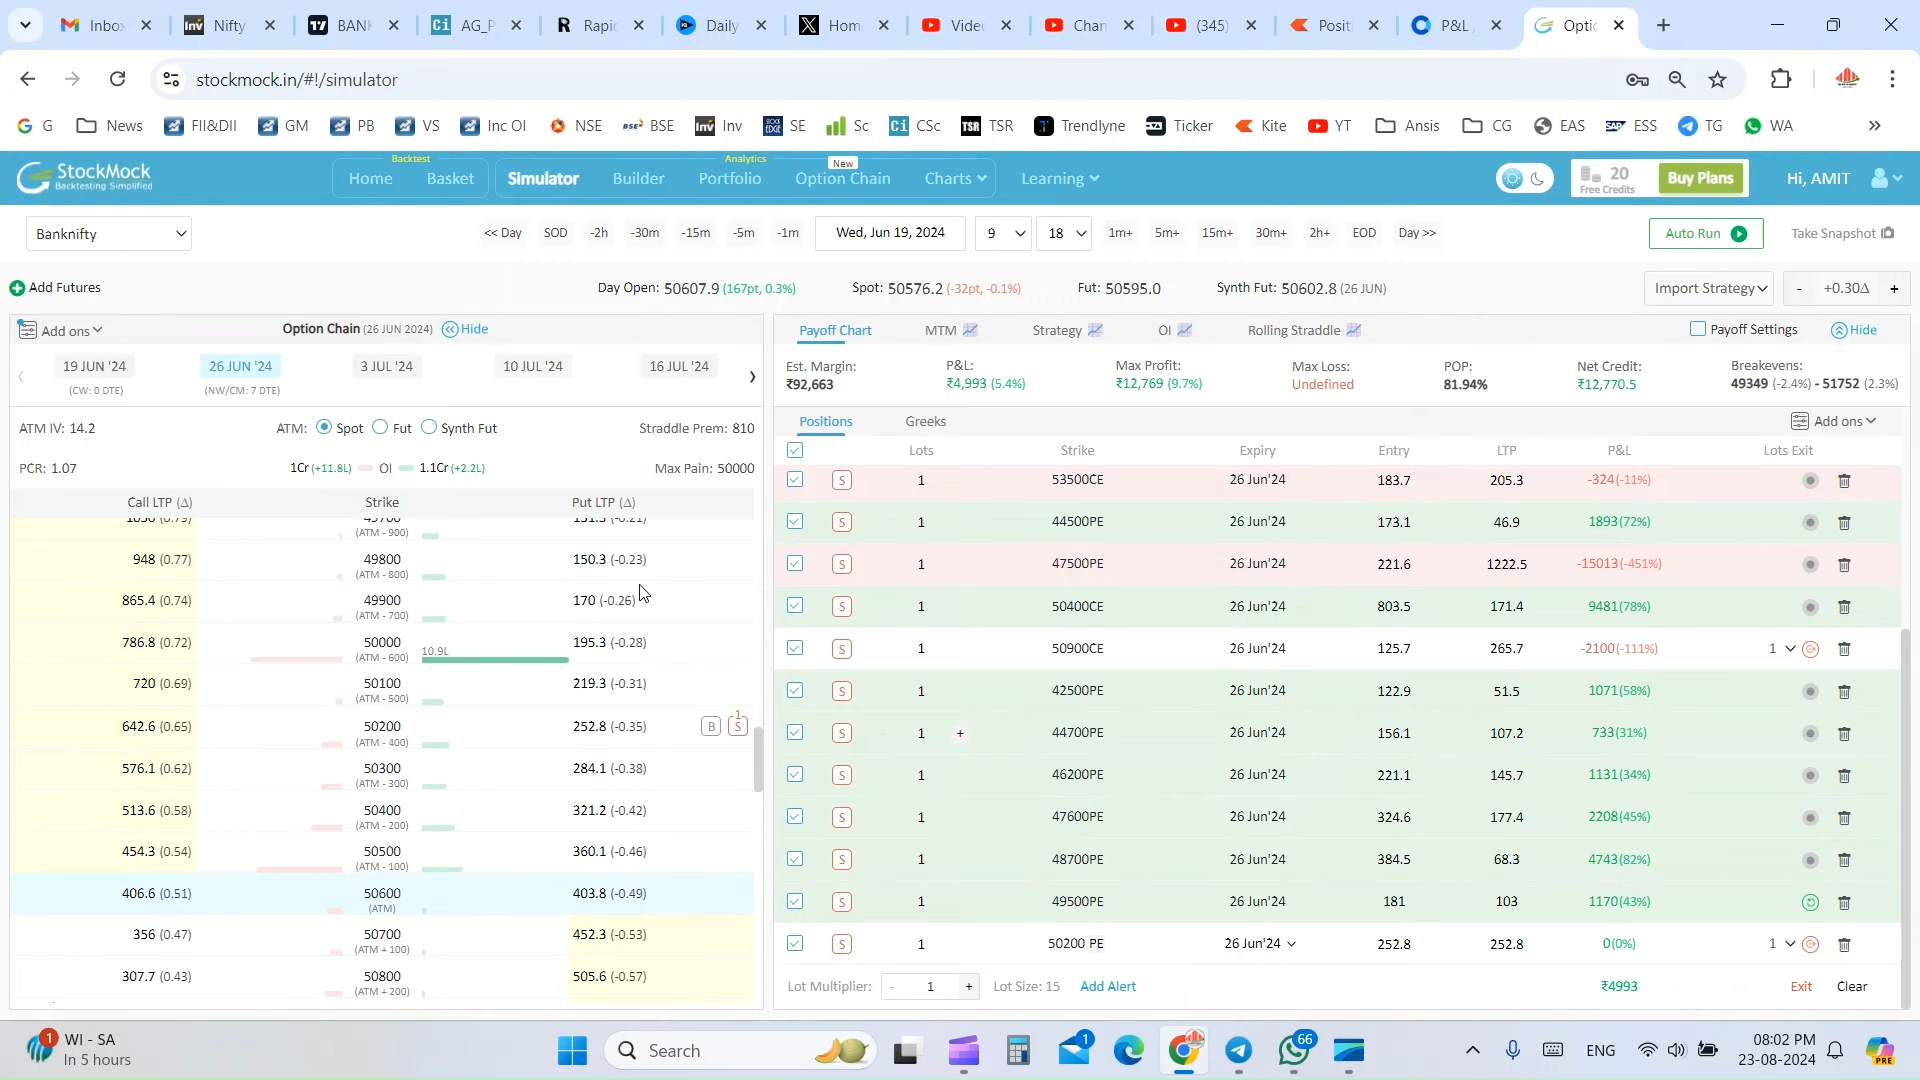 Inbo Nifty BANK AG_P Rapid Daily Hom Vide Chan (345) Posit P&L Optic
stockmock.in/#!/simulator
G News FII&DII GM PB VS Inc OI NSE BSE Inv SE Sc CSc TSR Trendlyne Ticker Kite YT Ansis CG EAS ESS TG WA
StockMock
Backtesting Simplified
Backtest
Home Basket
Analytics
New
Simulator Builder Portfolio Option Chain Charts Learning
20
Free Credits
Buy Plans
Hi, AMIT
Banknifty
<< Day SOD -2h -30m -15m -5m -1m Wed, Jun 19, 2024 9 18 1m+ 5m+ 15m+ 30m+ 2h+ EOD Day >>
Auto Run
Take Snapshot
Add Futures
Day Open: 50607.9 (167pt, 0.3%) Spot: 50576.2 (-32pt, -0.1%) Fut: 50595.0 Synth Fut: 50602.8 (26 JUN)
Import Strategy - +0.30Δ +
Add ons Option Chain (26 JUN 2024) Hide
19 JUN '24 26 JUN '24 3 JUL '24 10 JUL '24 16 JUL '24
(CW: 0 DTE) (NW/CM: 7 DTE)
ATM IV: 14.2 ATM: Spot Fut Synth Fut Straddle Prem: 810
PCR: 1.07 1Cr (+11.8L) OI 1.1Cr (+2.2L) Max Pain: 50000
Call LTP (Δ) Strike Put LTP (Δ)
(ATM - 900)
948 (0.77) 49800 150.3 (-0.23)
(ATM - 800)
865.4 (0.74) 49900 170 (-0.26)
(ATM - 700)
786.8 (0.72) 50000 195.3 (-0.28)
(ATM - 600) 10.9L
720 (0.69) 50100 219.3 (-0.31)
(ATM - 500)
642.6 (0.65) 50200 252.8 (-0.35) B S 1
(ATM - 400)
576.1 (0.62) 50300 284.1 (-0.38)
(ATM - 300)
513.6 (0.58) 50400 321.2 (-0.42)
(ATM - 200)
454.3 (0.54) 50500 360.1 (-0.46)
(ATM - 100)
406.6 (0.51) 50600 403.8 (-0.49)
(ATM)
356 (0.47) 50700 452.3 (-0.53)
(ATM + 100)
307.7 (0.43) 50800 505.6 (-0.57)
(ATM + 200)
Payoff Chart MTM Strategy OI Rolling Straddle Payoff Settings Hide
Est. Margin: P&L: Max Profit: Max Loss: POP: Net Credit: Breakevens:
₹92,663 ₹4,993 (5.4%) ₹12,769 (9.7%) Undefined 81.94% ₹12,770.5 49349 (-2.4%) - 51752 (2.3%)
Positions Greeks Add ons
Lots Strike Expiry Entry LTP P&L Lots Exit
S 1 53500CE 26 Jun'24 183.7 205.3 -324(-11%)
S 1 44500PE 26 Jun'24 173.1 46.9 1893(72%)
S 1 47500PE 26 Jun'24 221.6 1222.5 -15013(-451%)
S 1 50400CE 26 Jun'24 803.5 171.4 9481(78%)
S 1 50900CE 26 Jun'24 125.7 265.7 -2100(-111%) 1
S 1 42500PE 26 Jun'24 122.9 51.5 1071(58%)
S 1 + 44700PE 26 Jun'24 156.1 107.2 733(31%)
S 1 46200PE 26 Jun'24 221.1 145.7 1131(34%)
S 1 47600PE 26 Jun'24 324.6 177.4 2208(45%)
S 1 48700PE 26 Jun'24 384.5 68.3 4743(82%)
S 1 49500PE 26 Jun'24 181 103 1170(43%)
S 1 50200 PE 26 Jun'24 252.8 252.8 0(0%) 1
Lot Multiplier: - 1 + Lot Size: 15 Add Alert ₹4993 Exit Clear
1
WI - SA
In 5 hours
Search
1
66
ENG
08:02 PM
23-08-2024
PRE